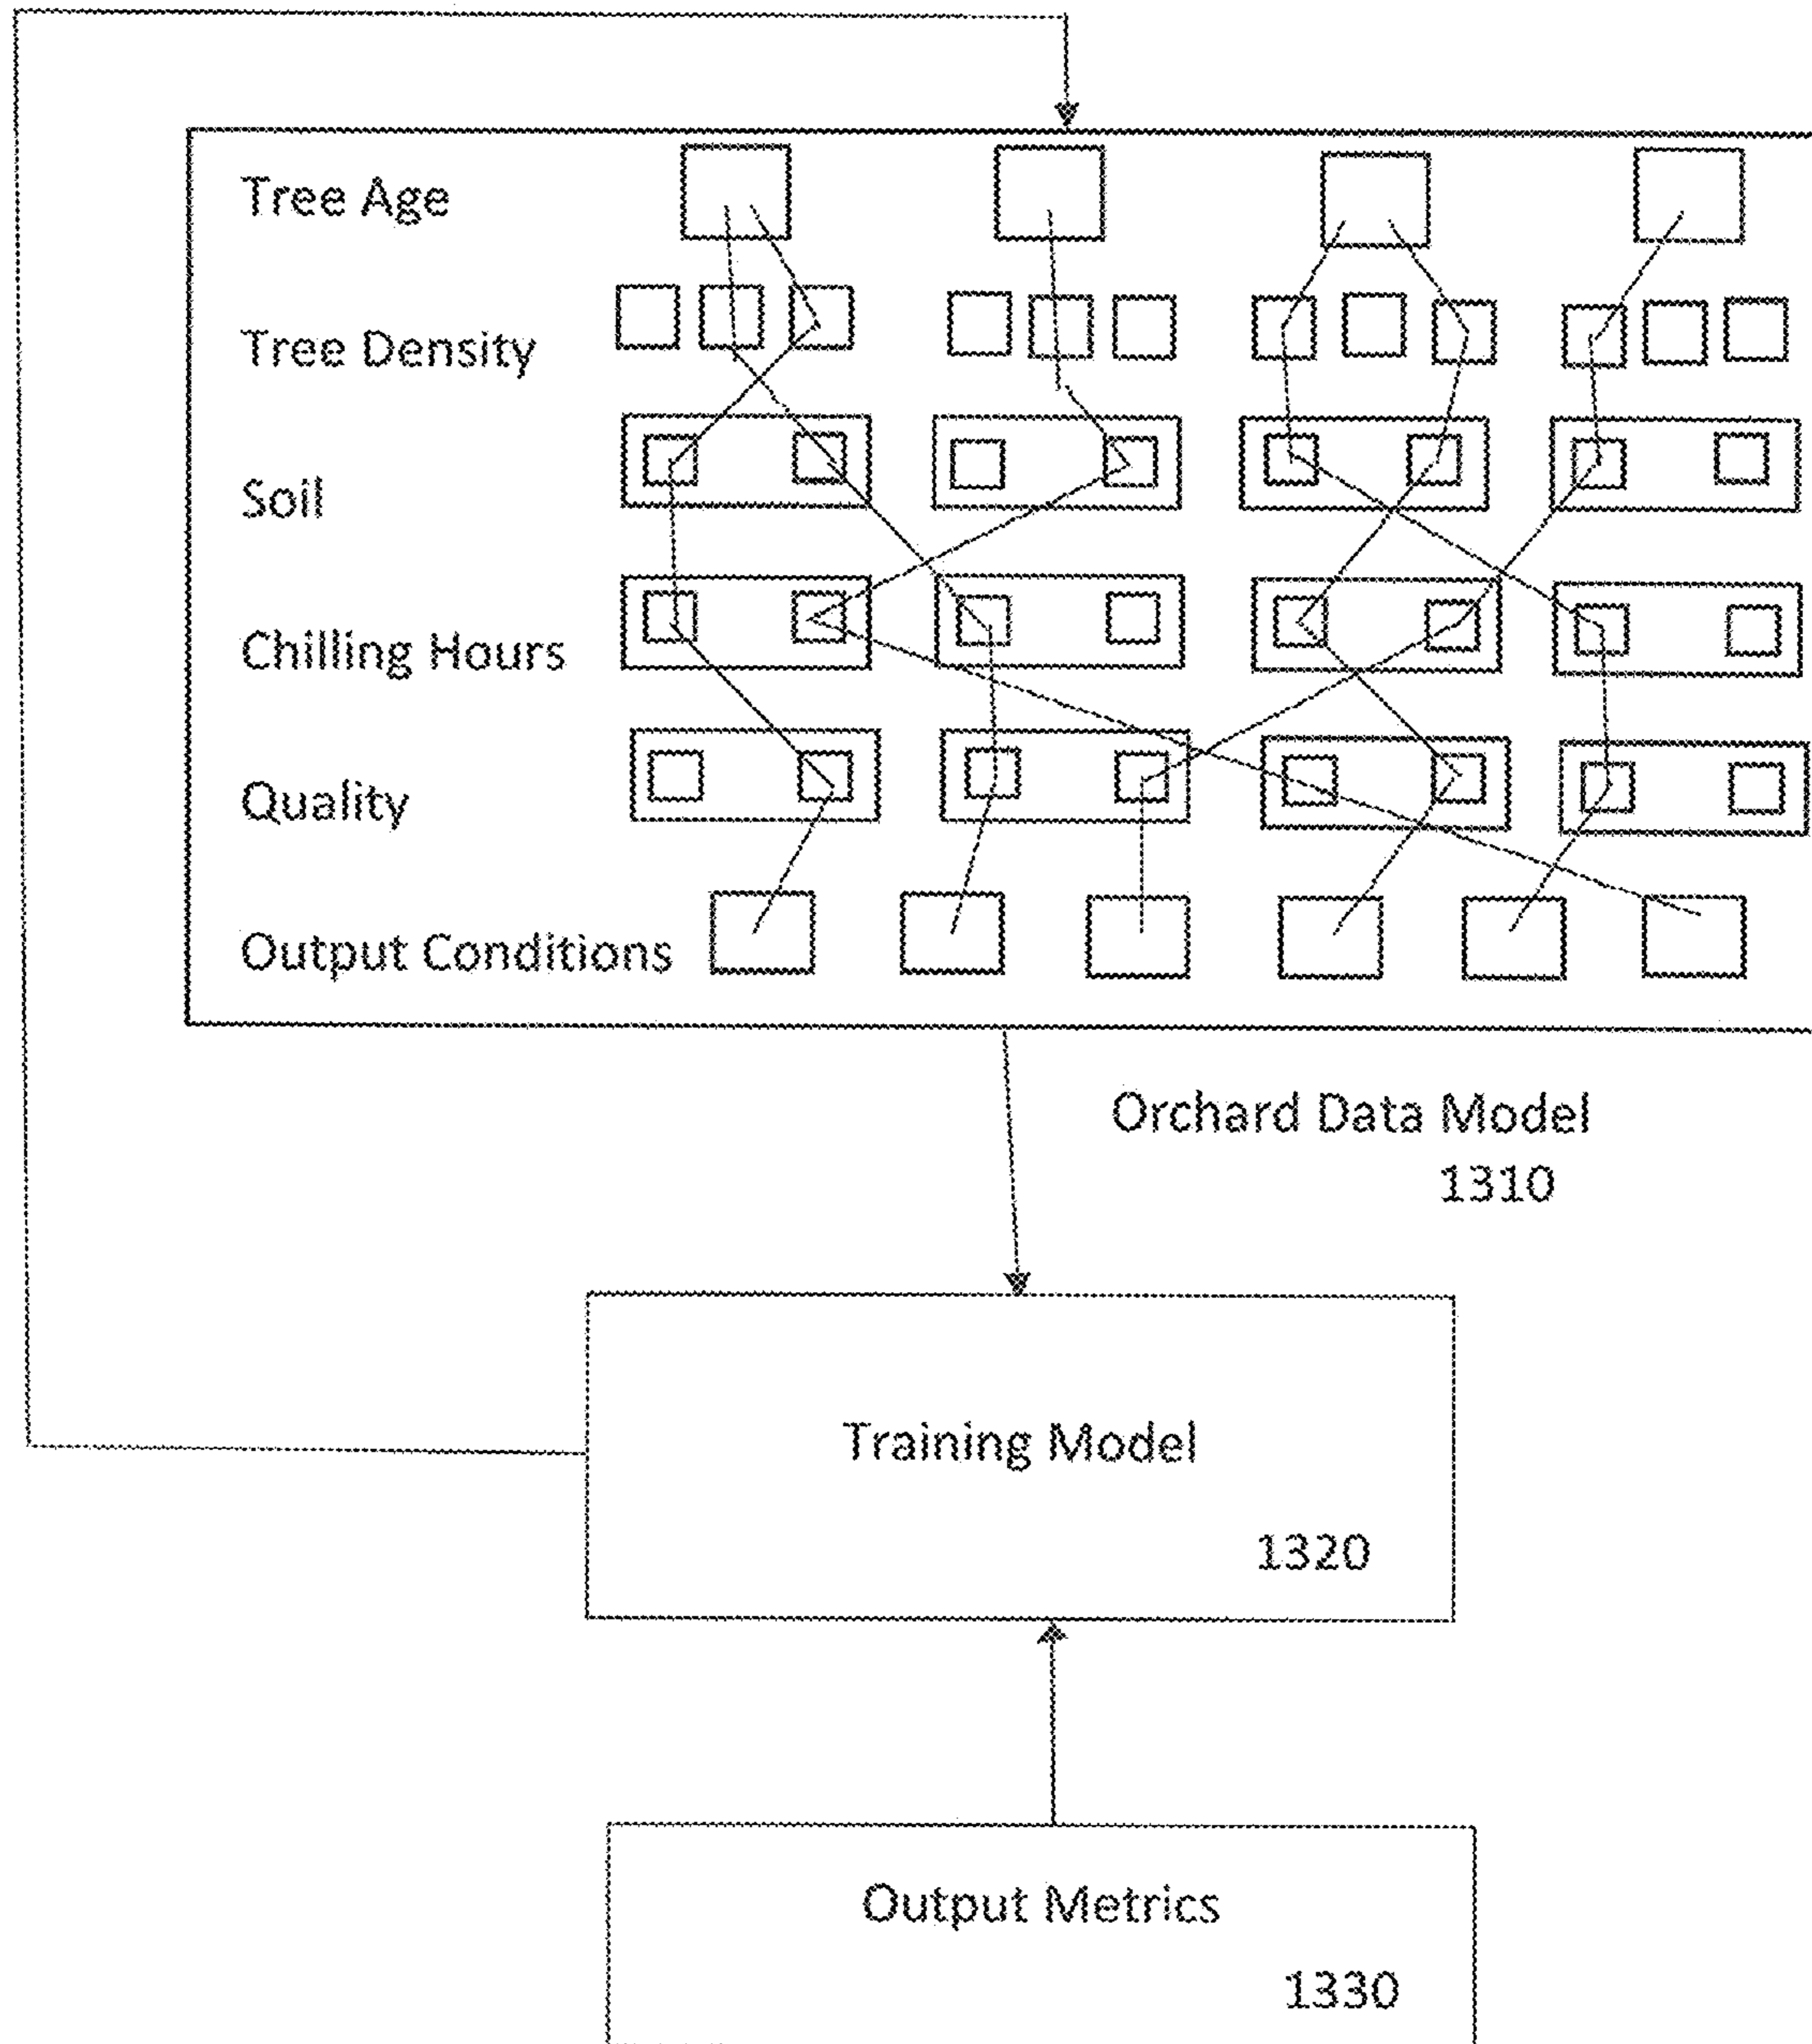 Tree Age
Tree Density
Soil
Chilling Hours
Quality
Output Conditions
Orchard Data Model
1310
Training Model
1320
Output Metrics
1330